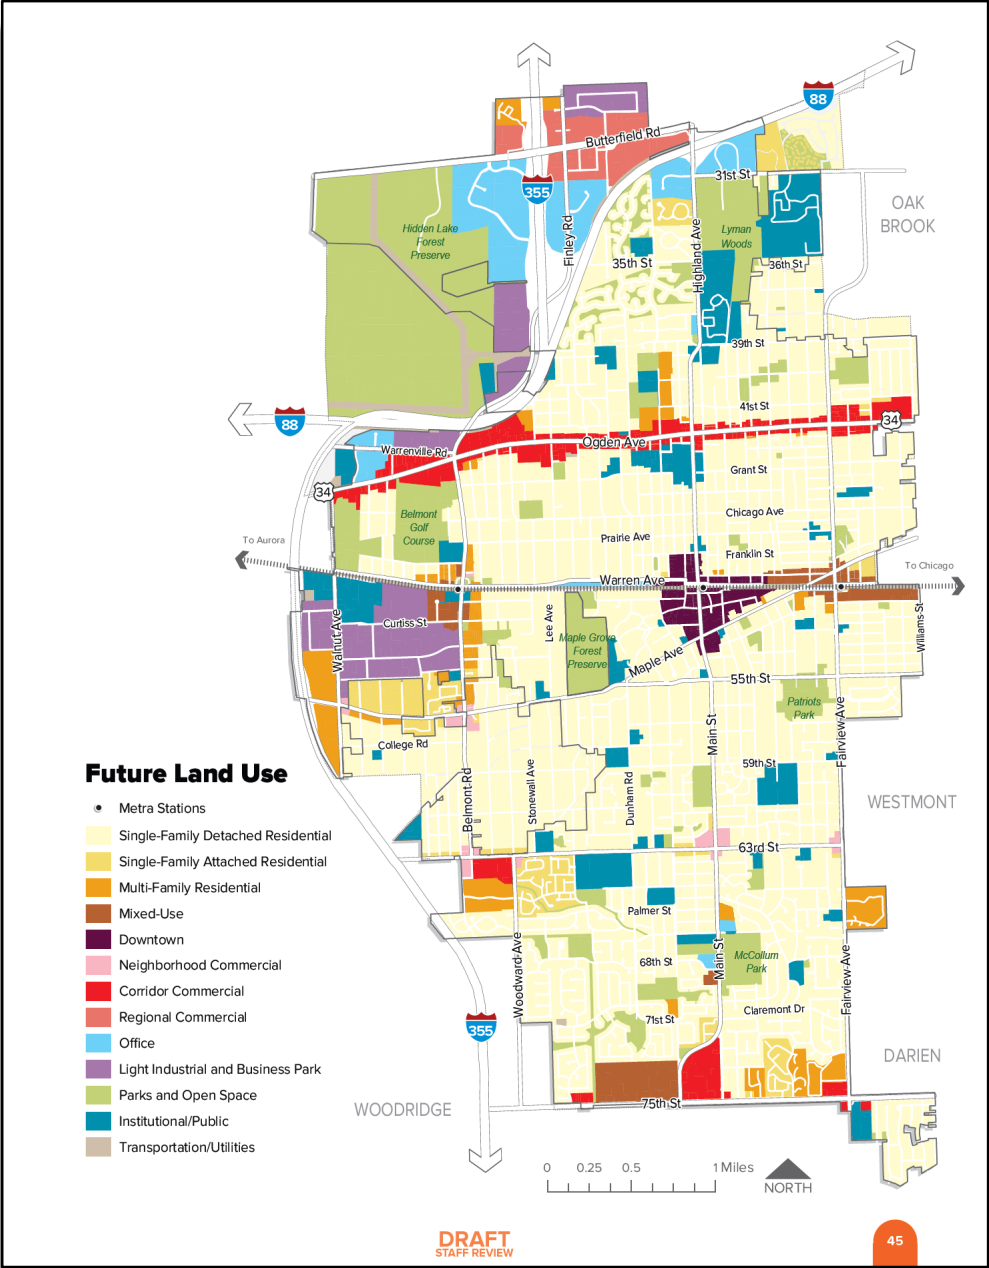 88
Butterfield Rd
355
31st St
OAK
BROOK
Hidden Lake
Forest
Preserve
Finley Rd
Highland Ave
Lyman
Woods
35th St
36th St
39th St
41st St
88
34
Ogden Ave
Warrenville Rd
Grant St
34
Belmont
Golf
Course
Chicago Ave
Prairie Ave
To Aurora
Franklin St
To Chicago
Warren Ave
Walnut Ave
Curtiss St
Lee Ave
Maple Grove
Forest
Preserve
Maple Ave
Williams St
55th St
Patriots
Park
Main St
Fairview Ave
College Rd
Future Land Use
Metra Stations
Single-Family Detached Residential
Single-Family Attached Residential
Multi-Family Residential
Mixed-Use
Downtown
Neighborhood Commercial
Corridor Commercial
Regional Commercial
Office
Light Industrial and Business Park
Parks and Open Space
Institutional/Public
Transportation/Utilities
Belmont Rd
Stonewall Ave
Dunham Rd
59th St
WESTMONT
63rd St
Palmer St
Woodward Ave
68th St
Main St
McCollum
Park
Fairview Ave
71st St
Claremont Dr
355
DARIEN
WOODRIDGE
75th St
0 0.25 0.5 1 Miles
NORTH
DRAFT
STAFF REVIEW
45